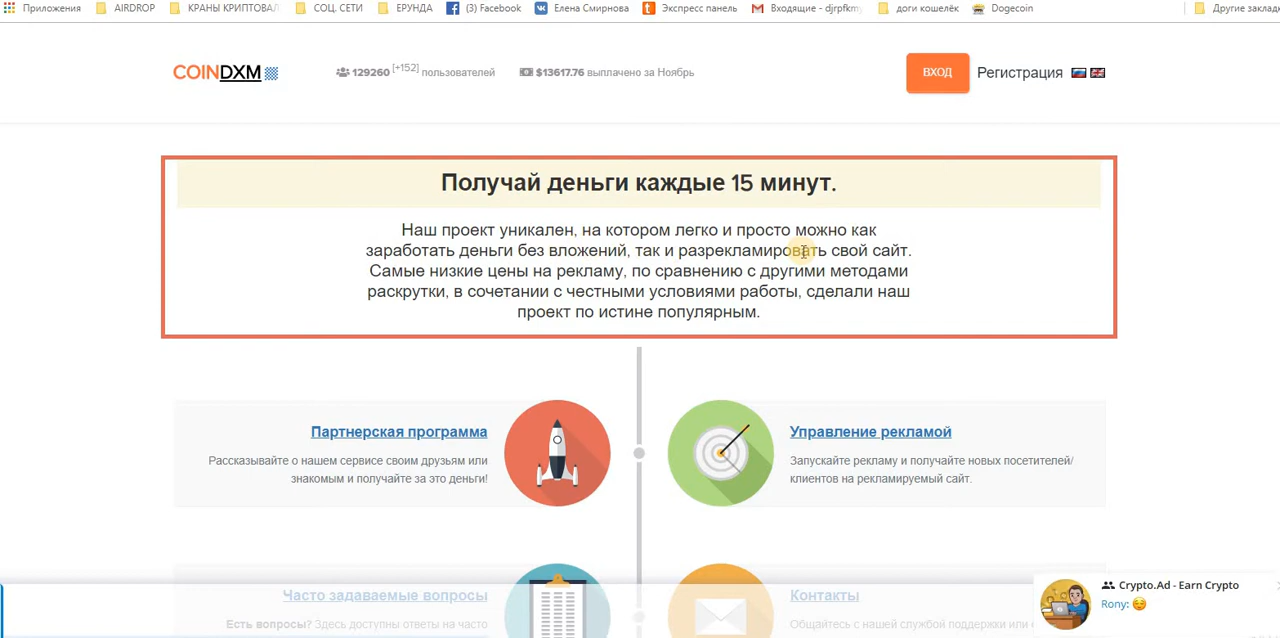 Приложения AIRDROP КРАНЫ КРИПТОВАЛ СОЦ. СЕТИ ЕРУНДА (3) Facebook Елена Смирнова Экспресс панель Входящие - djrpfkmy доги кошелёк Dogecoin Другие заклад
COINDXM 129260 [+152] пользователей $13617.76 выплачено за Ноябрь ВХОД Регистрация
Получай деньги каждые 15 минут.
Наш проект уникален, на котором легко и просто можно как
заработать деньги без вложений, так и разрекламировать свой сайт.
Самые низкие цены на рекламу, по сравнению с другими методами
раскрутки, в сочетании с честными условиями работы, сделали наш
проект по истине популярным.
Партнерская программа
Рассказывайте о нашем сервисе своим друзьям или
знакомым и получайте за это деньги!
Управление рекламой
Запускайте рекламу и получайте новых посетителей/
клиентов на рекламируемый сайт.
Часто задаваемые вопросы
Есть вопросы? Здесь даны ответы на часто
Контакты
Общайтесь с нашей службой поддержки или
Crypto.Ad - Earn Crypto
Rony: